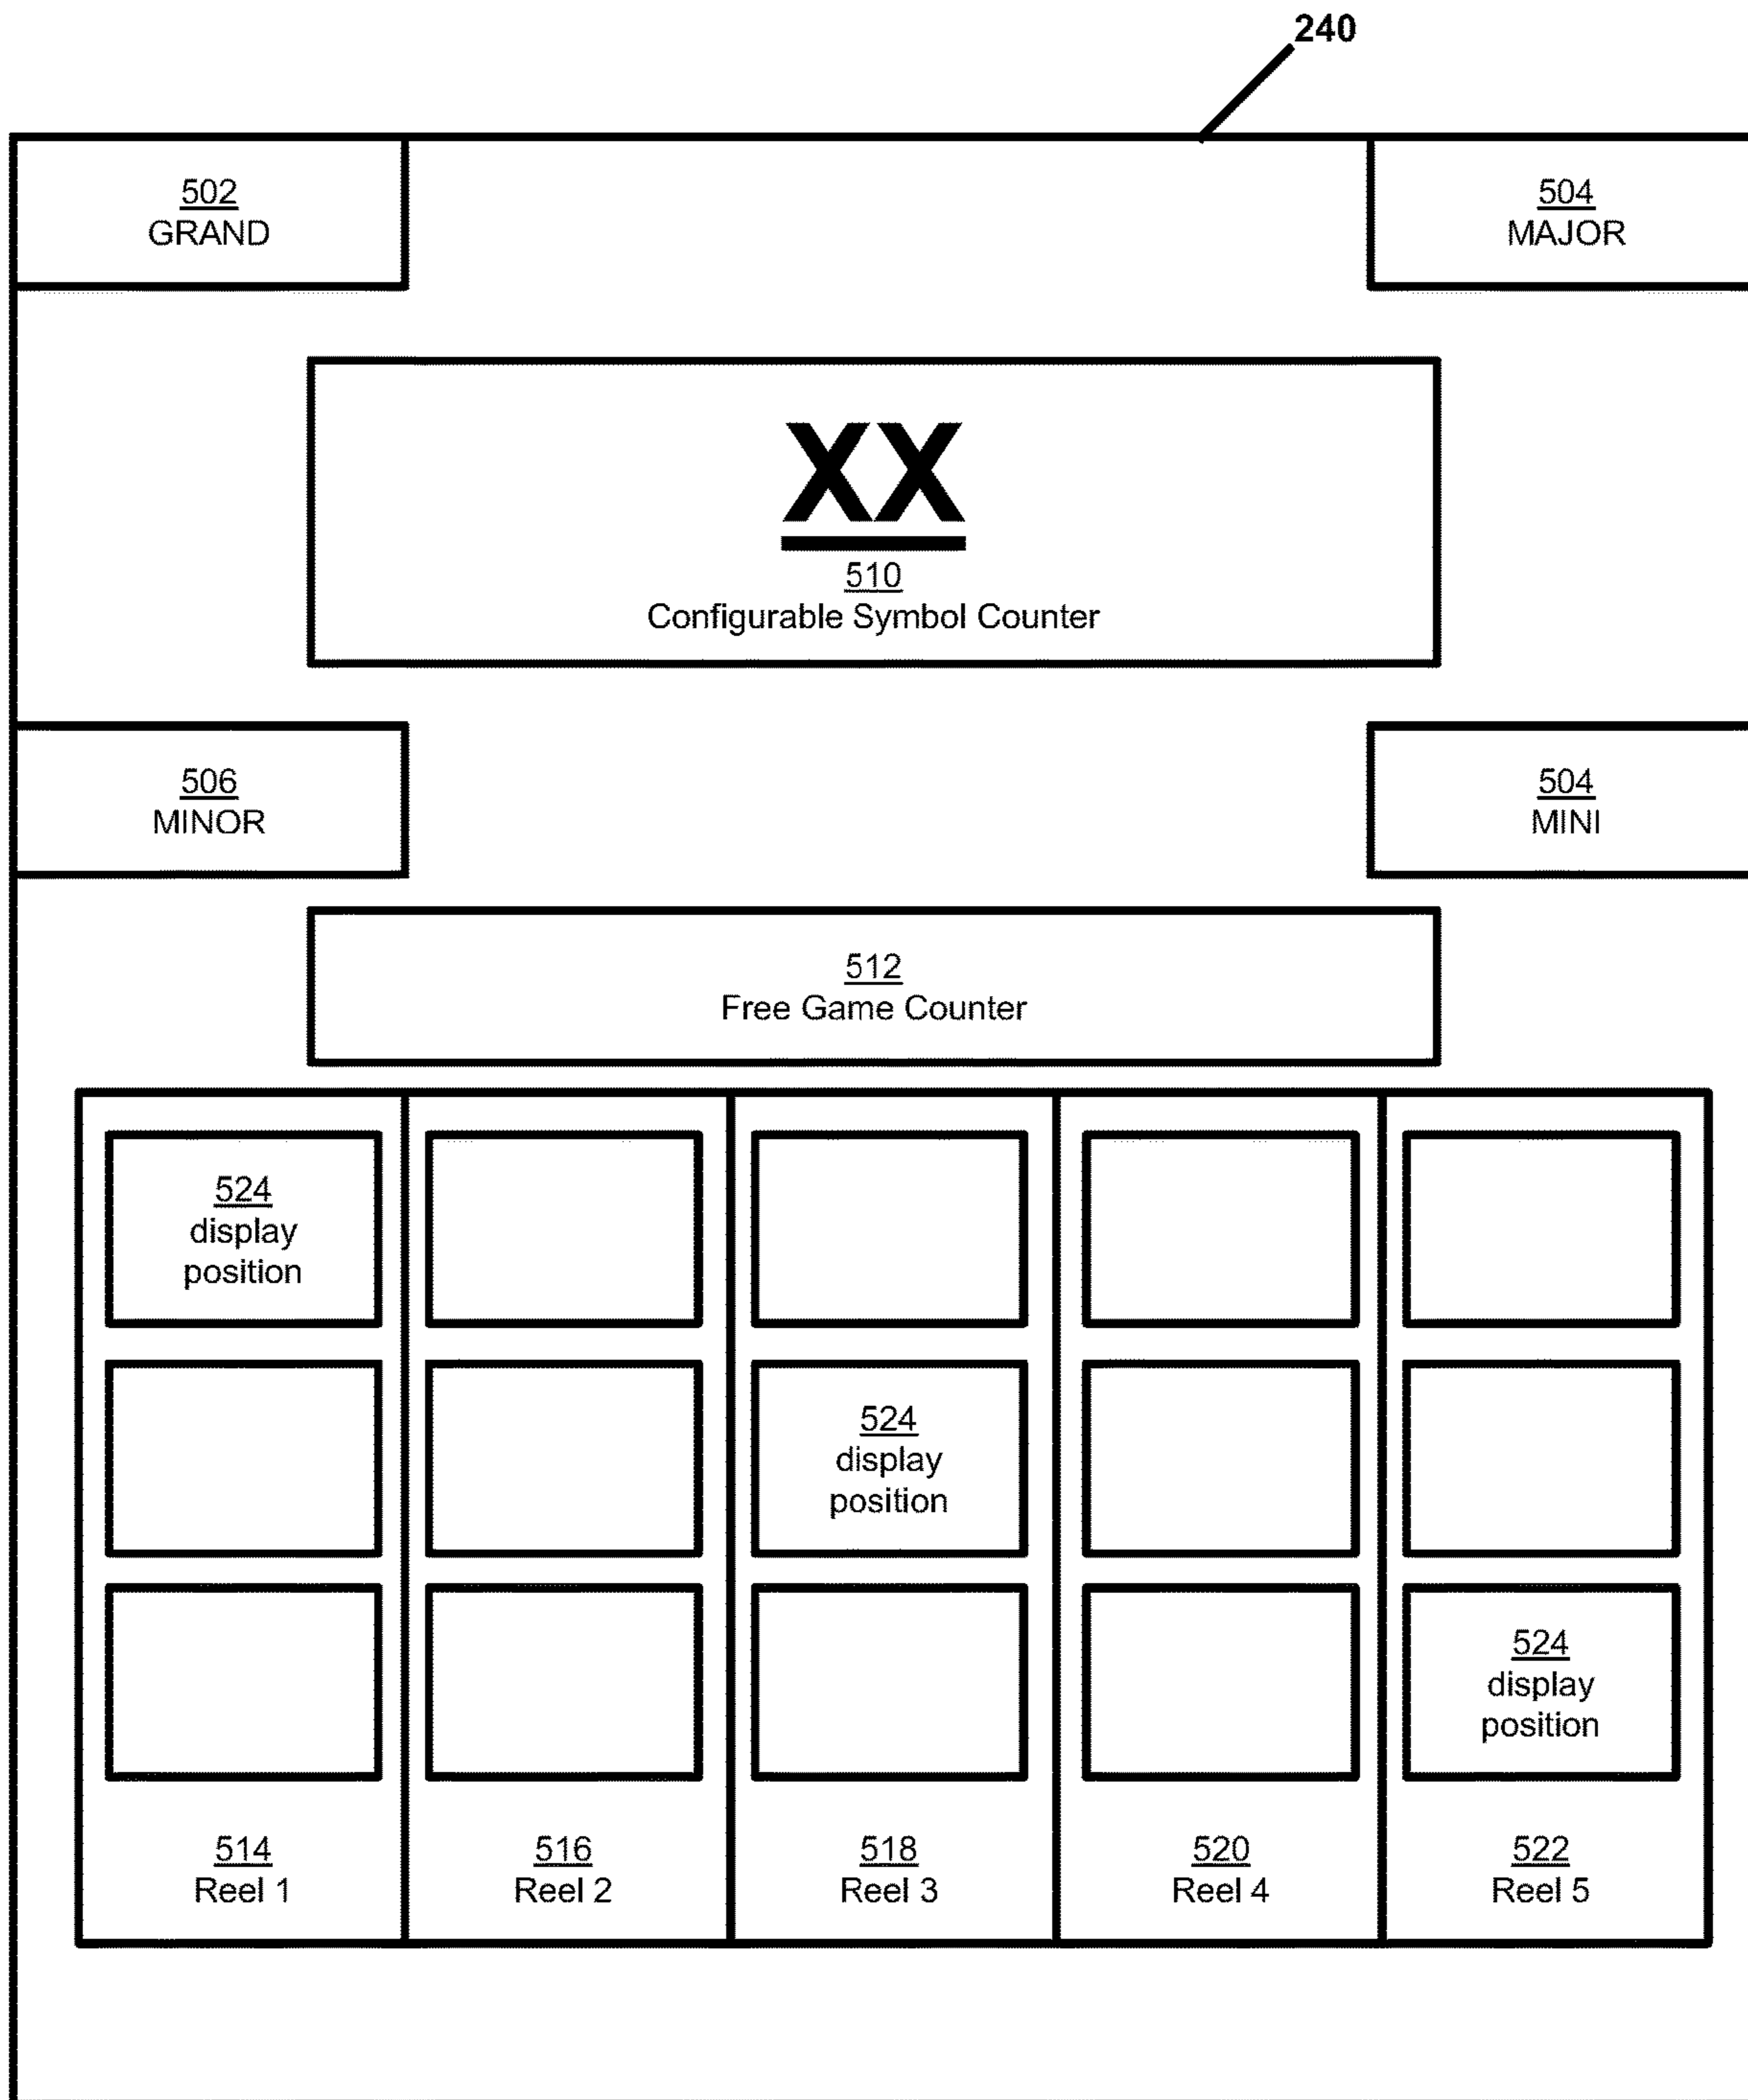 240
502
GRAND
504
MAJOR
XX
510
Configurable Symbol Counter
506
MINOR
504
MINI
512
Free Game Counter
524
display
position
524
display
position
524
display
position
514
Reel 1
516
Reel 2
518
Reel 3
520
Reel 4
522
Reel 5